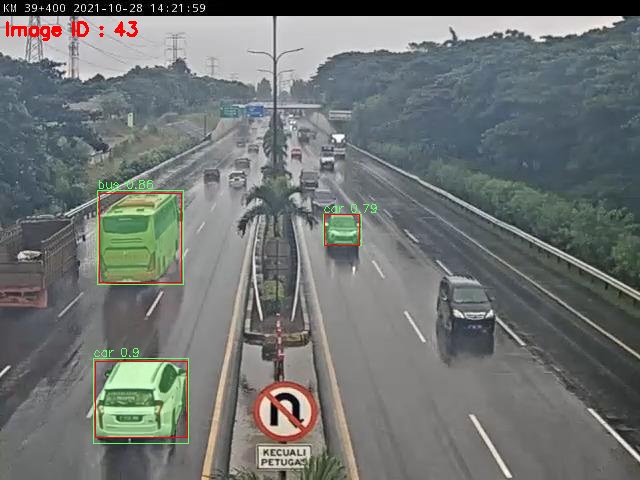 KM 39+400 2021-10-28 14:21:59
Image ID : 43
bus 0.86
car 0.79
car 0.9
KECUALI
PETUGAS